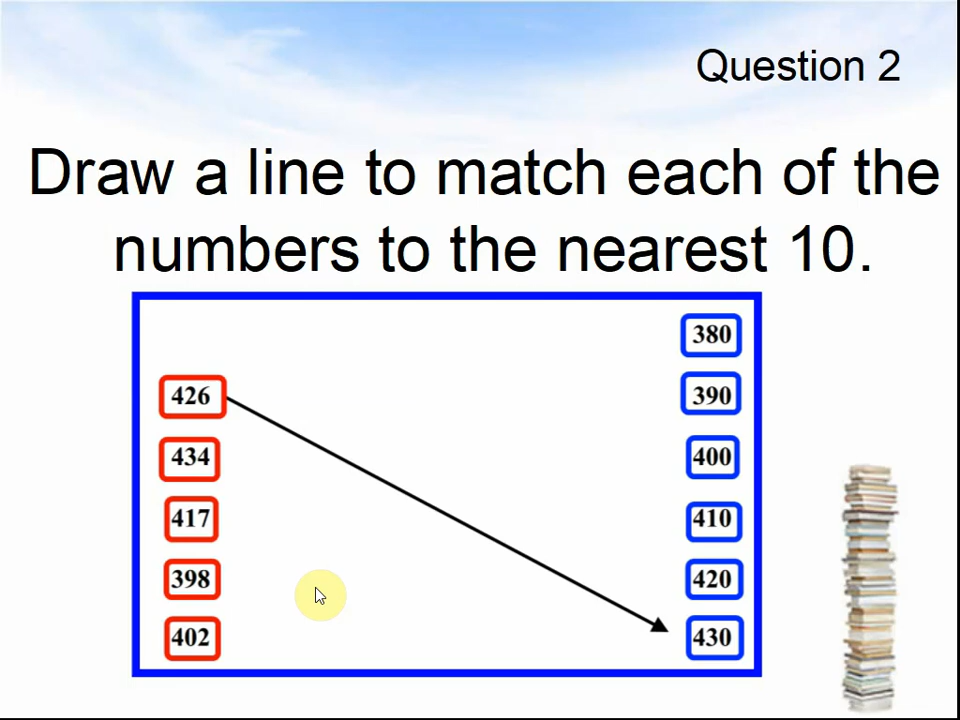 Question 2
Draw a line to match each of the
numbers to the nearest 10.
380
426 390
434 400
417 410
398 420
402 430